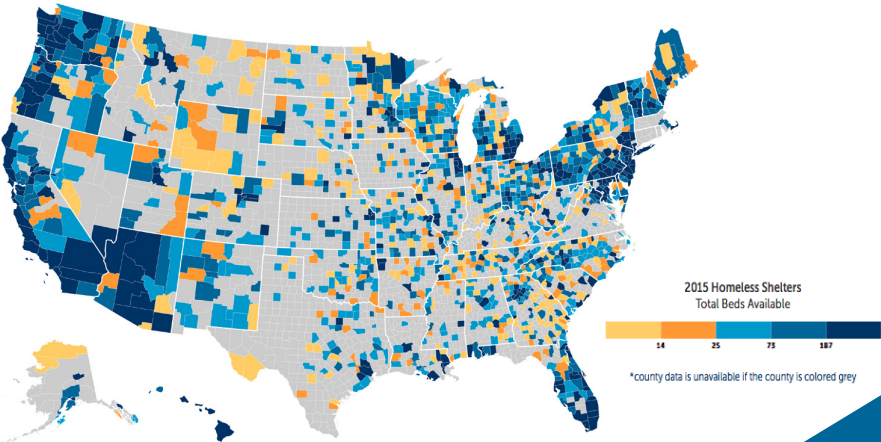 2015 Homeless Shelters
Total Beds Available
14 25 73 187
*county data is unavailable if the county is colored grey